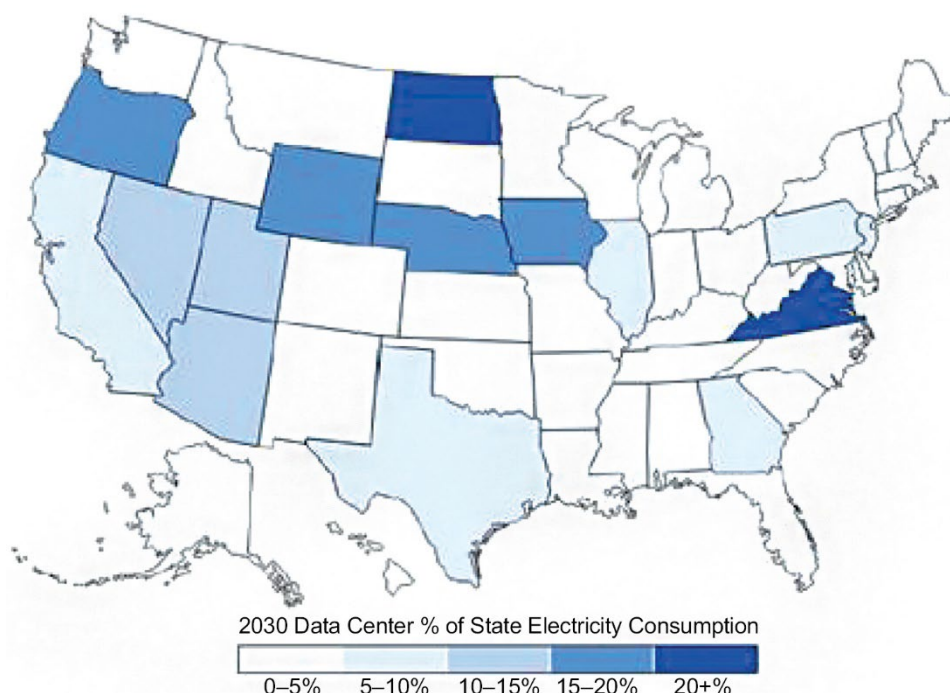 2030 Data Center % of State Electricity Consumption
0–5% 5–10% 10–15% 15–20% 20+%